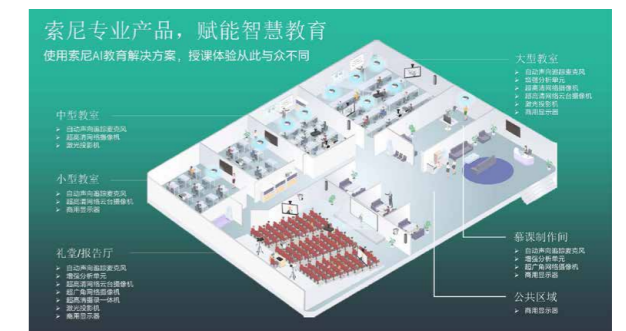 索尼专业产品，赋能智慧教育
使用索尼AI教育解决方案，授课体验从此与众不同
大型教室
自动声向追踪麦克风
增强分析单元
超高清网络摄像机
超高清网络云台摄像机
激光投影机
商用显示器
中型教室
自动声向追踪麦克风
超高清网络摄像机
激光投影机
小型教室
自动声向追踪麦克风
超高清网络云台摄像机
商用显示器
礼堂/报告厅
自动声向追踪麦克风
增强分析单元
超高清网络云台摄像机
超广角网络摄像机
超高清摄录一体机
激光投影机
商用显示器
慕课制作间
自动声向追踪麦克风
增强分析单元
超广角网络摄像机
商用显示器
公共区域
商用显示器